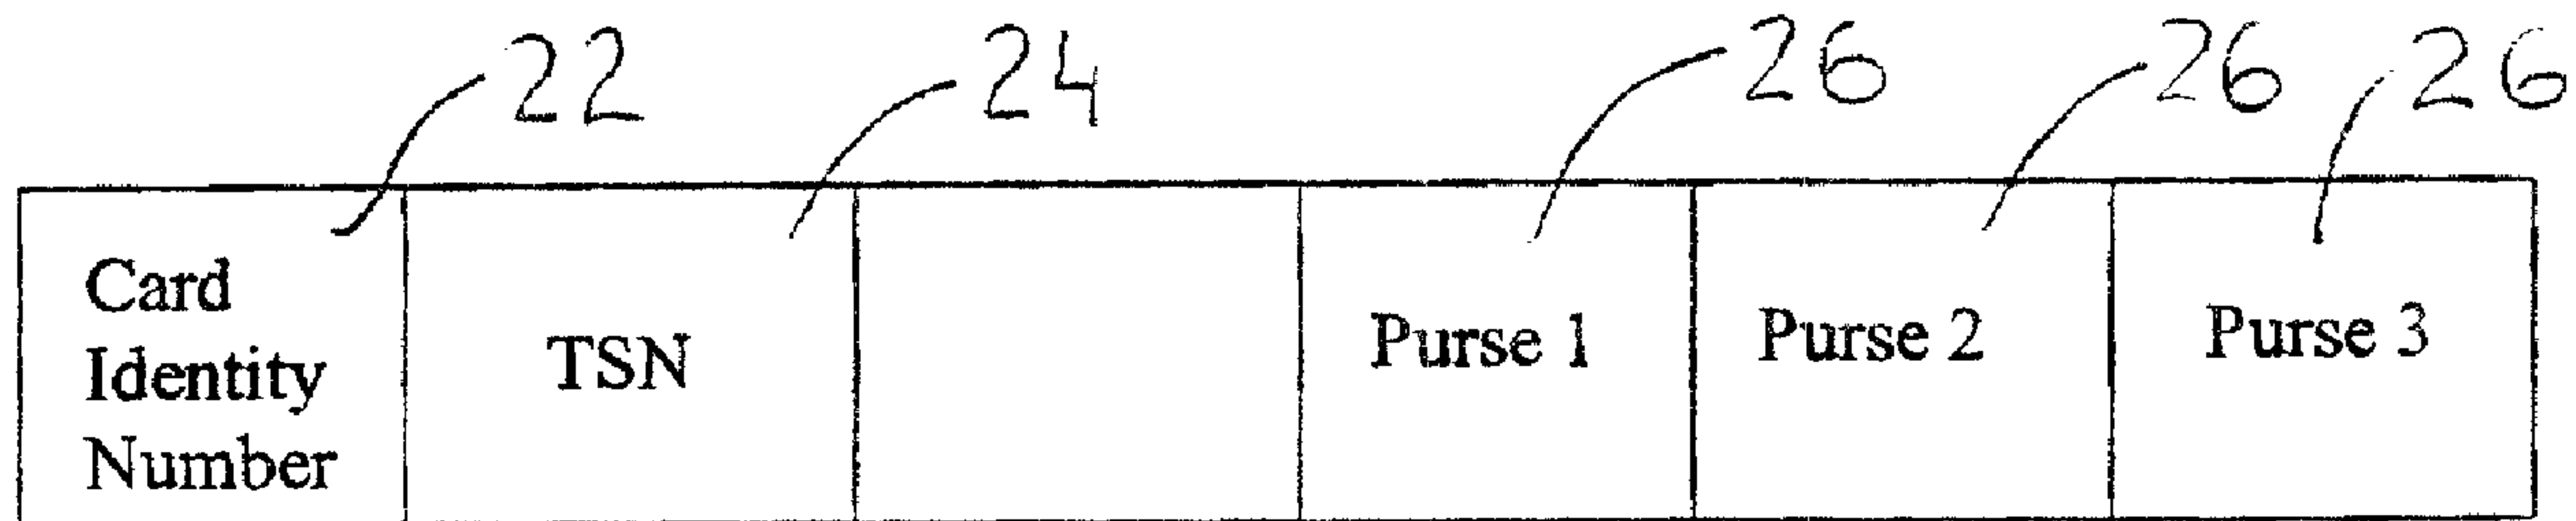 22 24 26 26 26
Card
Identity
Number
TSN
Purse 1
Purse 2
Purse 3